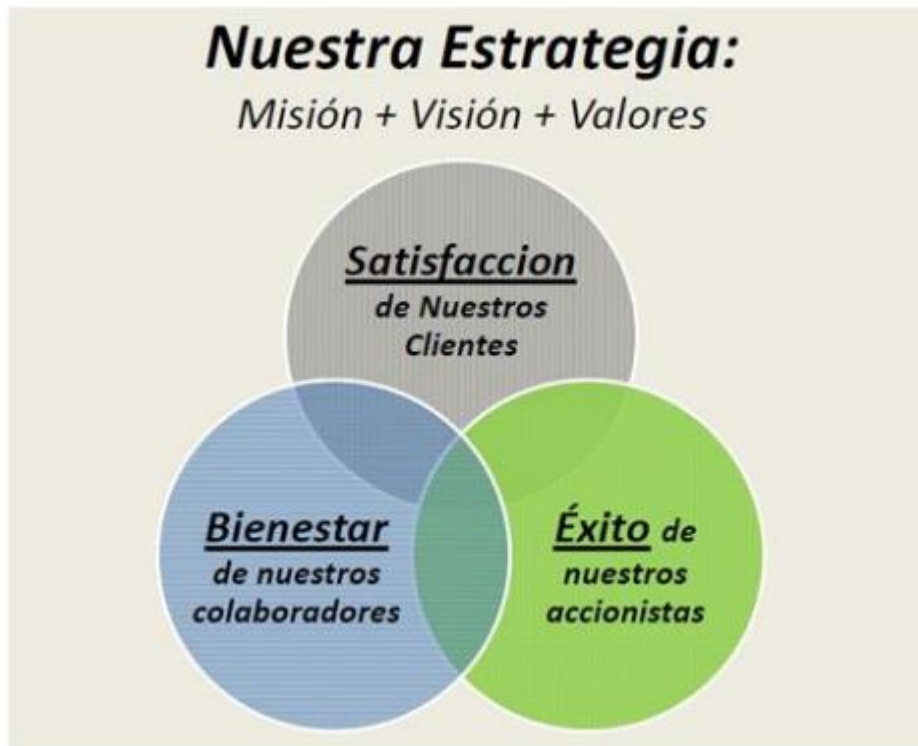 Nuestra Estrategia:
Misión + Visión + Valores
Satisfaccion
de Nuestros
Clientes
Bienestar
de nuestros
colaboradores
Éxito de
nuestros
accionistas